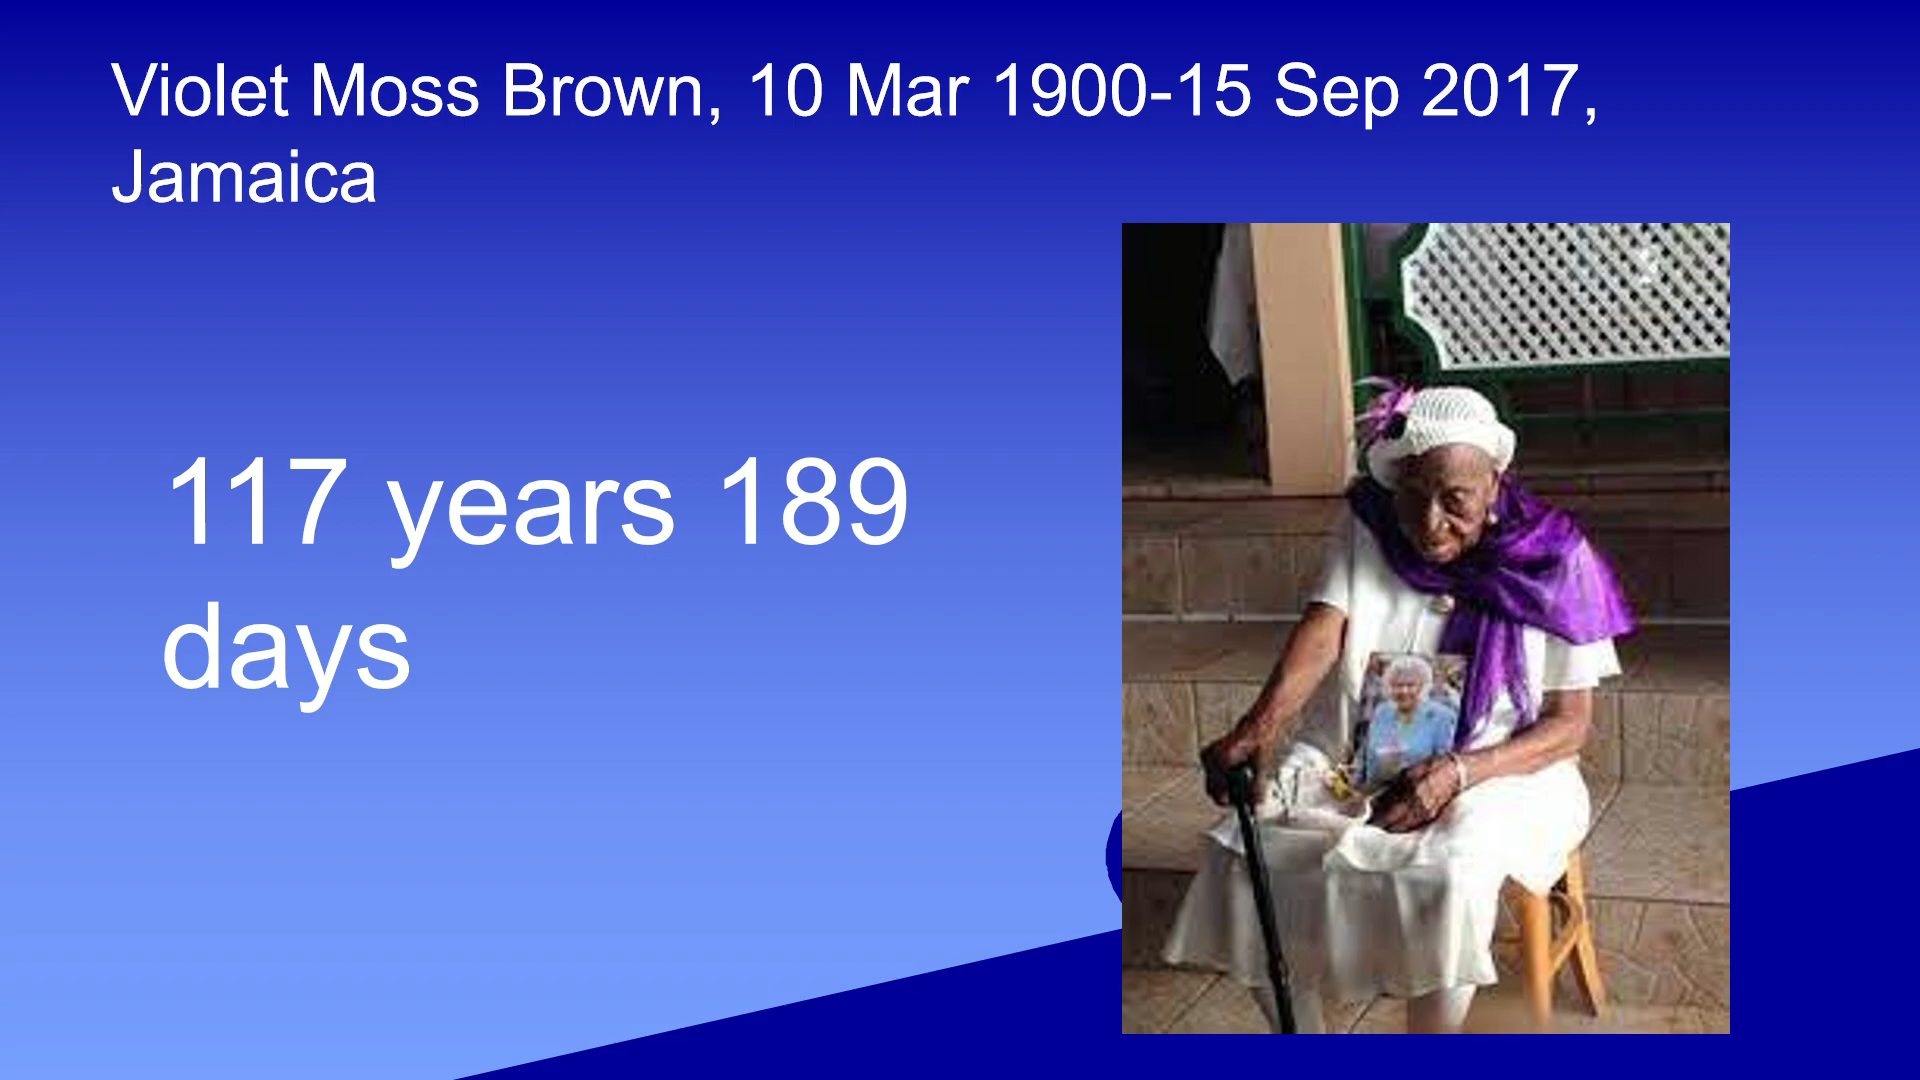 Violet Moss Brown, 10 Mar 1900-15 Sep 2017,
Jamaica
117 years 189
days